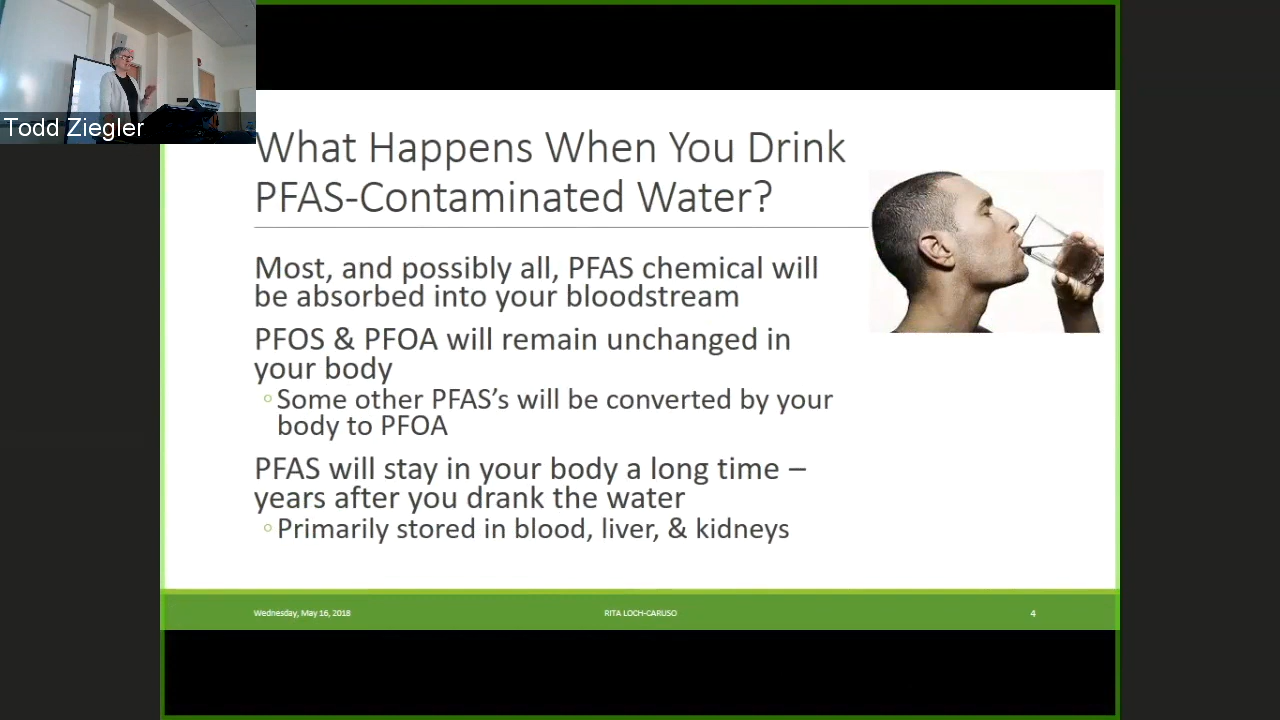 Todd Ziegler
What Happens When You Drink
PFAS-Contaminated Water?
Most, and possibly all, PFAS chemical will
be absorbed into your bloodstream
PFOS & PFOA will remain unchanged in
your body
◦Some other PFAS’s will be converted by your
body to PFOA
PFAS will stay in your body a long time –
years after you drank the water
◦Primarily stored in blood, liver, & kidneys
Wednesday, May 16, 2018
RITA LOCH-CARUSO
4